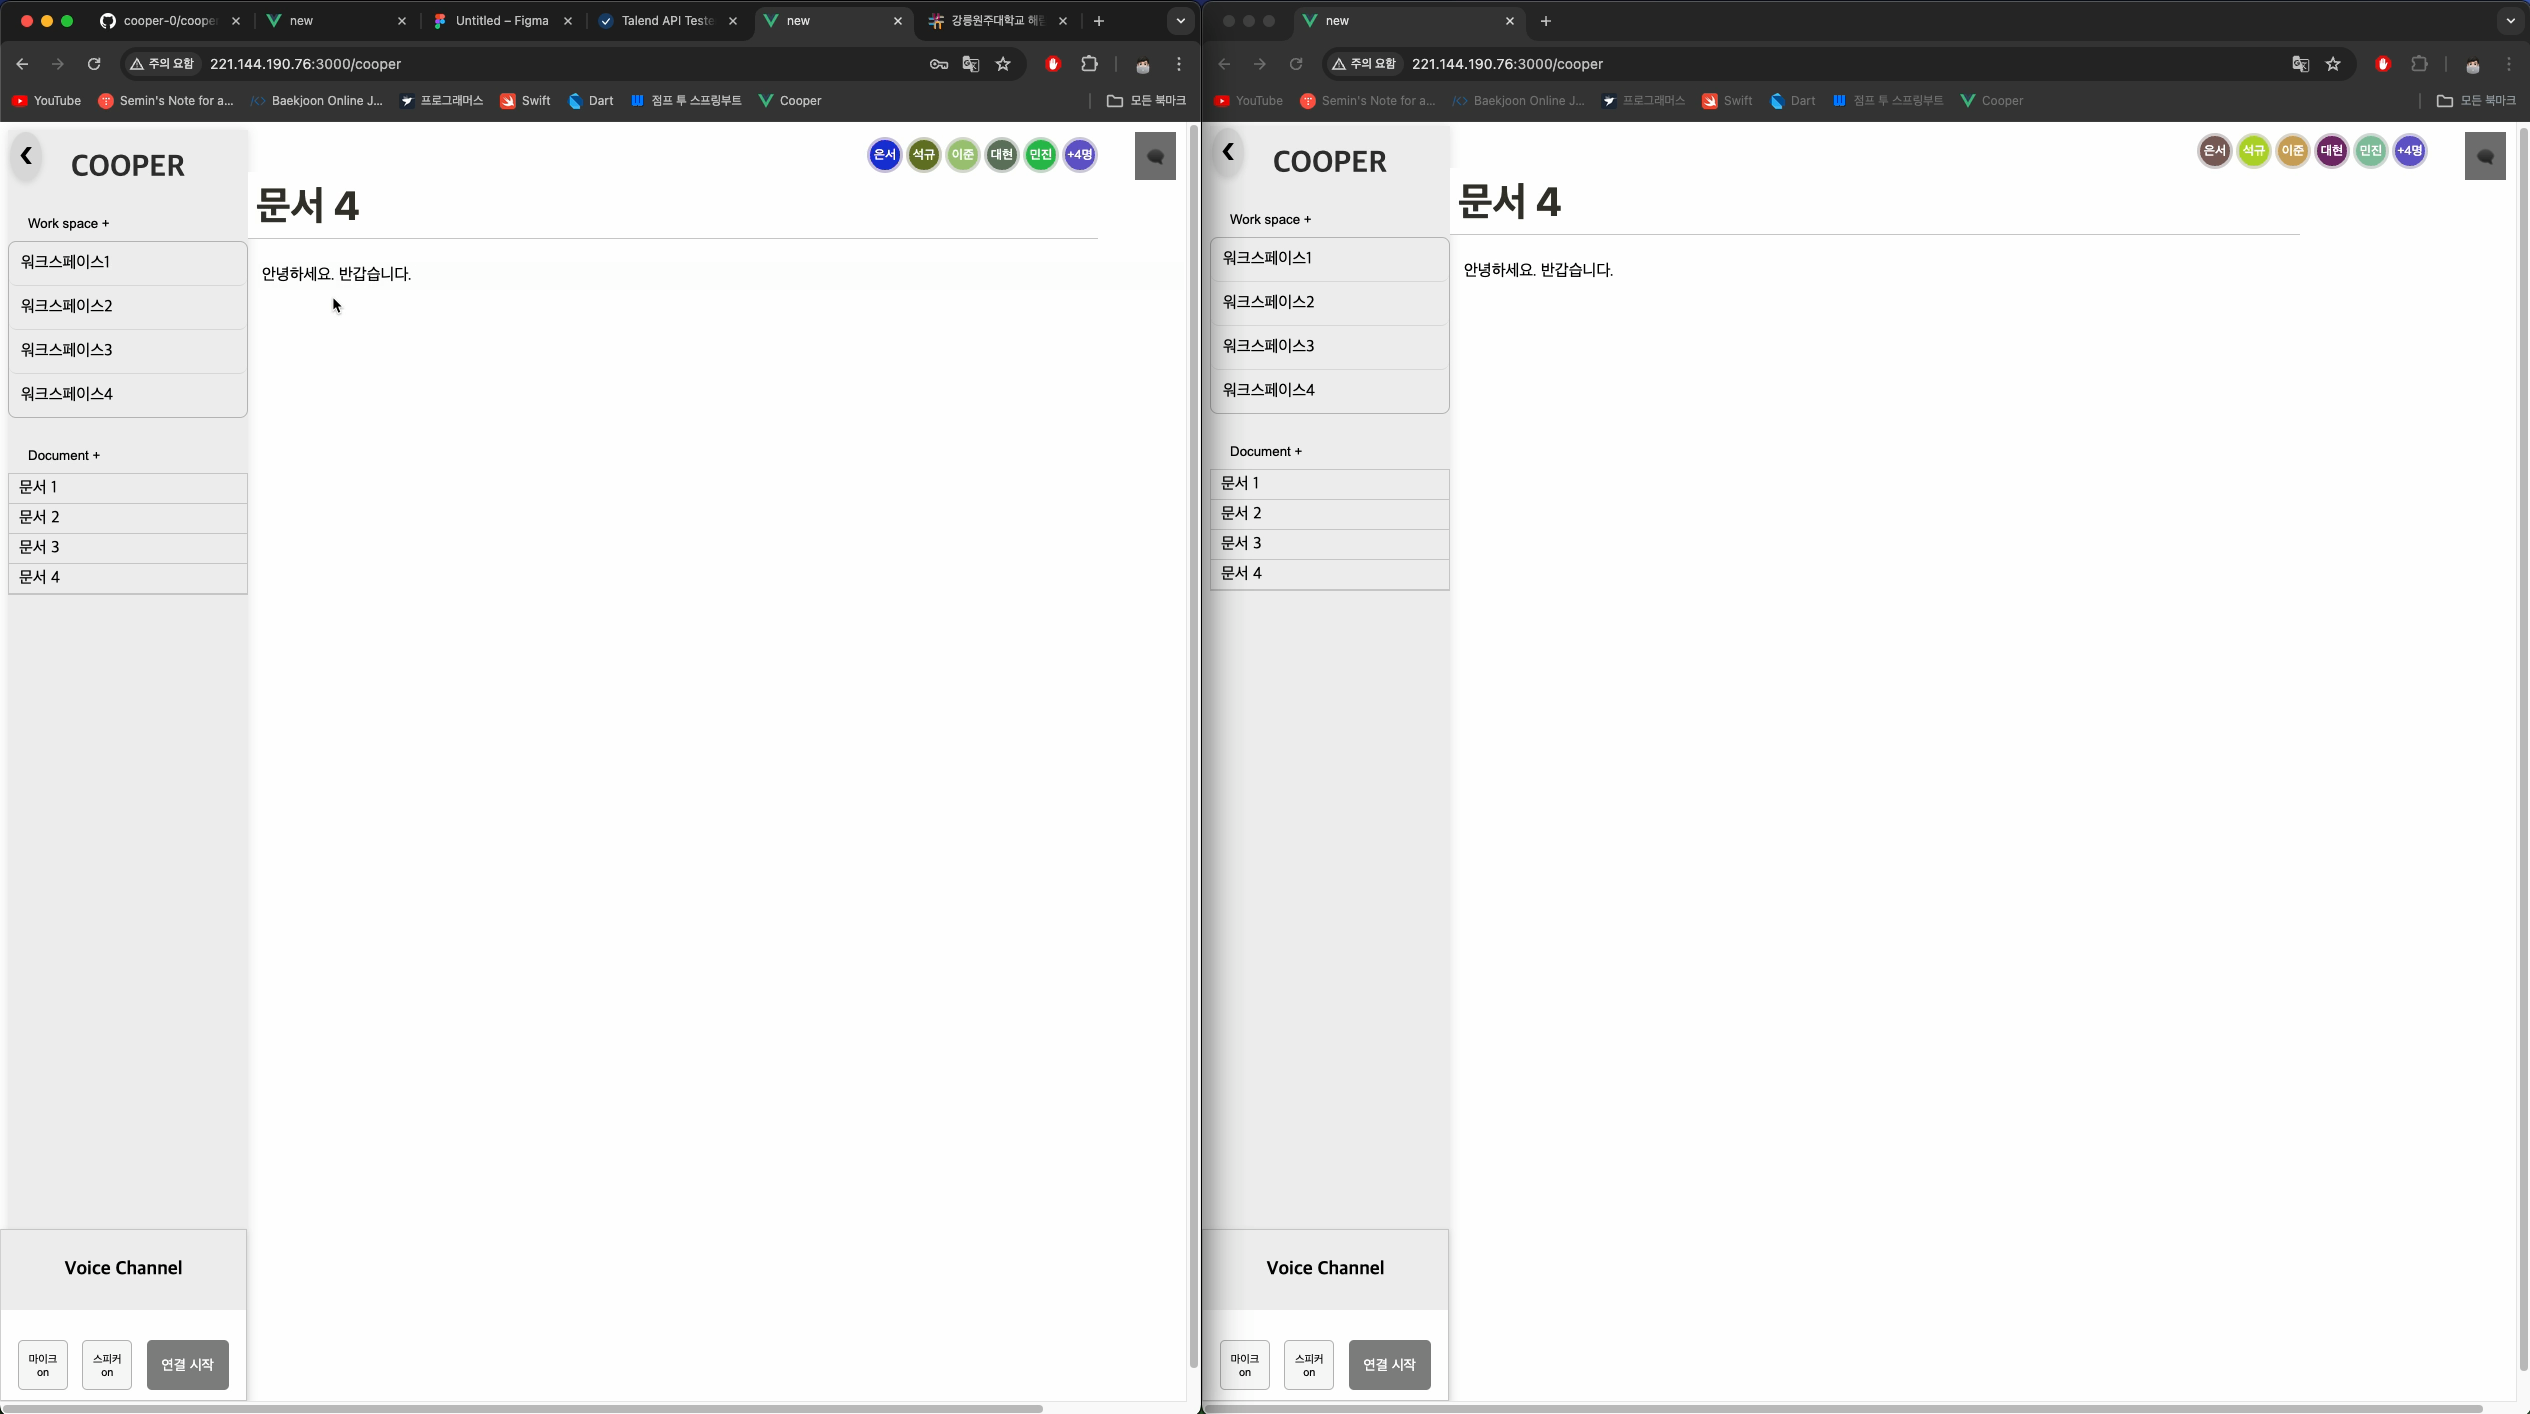 cooper-0/cooper
new
Untitled – Figma
Talend API Teste
new
강릉원주대학교 해람
주의 요함
221.144.190.76:3000/cooper
YouTube
Semin's Note for a...
Baekjoon Online J...
프로그래머스
Swift
Dart
점프 투 스프링부트
Cooper
모든 북마크
COOPER
은서
석규
이준
대현
민진
+4명
문서 4
Work space +
워크스페이스1
워크스페이스2
워크스페이스3
워크스페이스4
안녕하세요. 반갑습니다.
Document +
문서 1
문서 2
문서 3
문서 4
Voice Channel
마이크
on
스피커
on
연결 시작
new
주의 요함
221.144.190.76:3000/cooper
YouTube
Semin's Note for a...
Baekjoon Online J...
프로그래머스
Swift
Dart
점프 투 스프링부트
Cooper
모든 북마크
COOPER
은서
석규
이준
대현
민진
+4명
문서 4
Work space +
워크스페이스1
워크스페이스2
워크스페이스3
워크스페이스4
안녕하세요. 반갑습니다.
Document +
문서 1
문서 2
문서 3
문서 4
Voice Channel
마이크
on
스피커
on
연결 시작